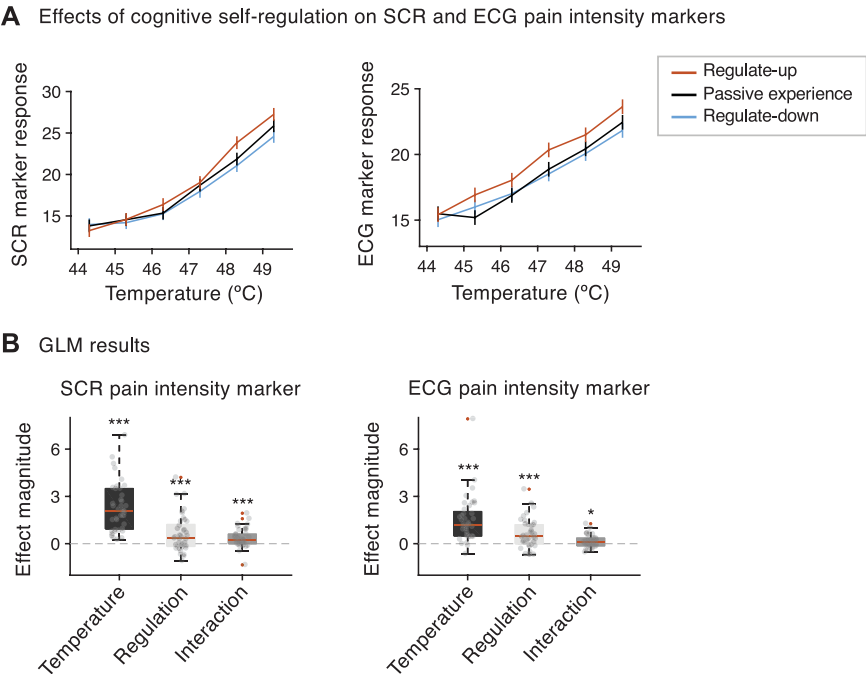 A Effects of cognitive self-regulation on SCR and ECG pain intensity markers
SCR marker response
30
25
20
15
44 45 46 47 48 49
Temperature (ºC)
ECG marker response
25
20
15
44 45 46 47 48 49
Temperature (ºC)
Regulate-up
Passive experience
Regulate-down
B GLM results
SCR pain intensity marker
Effect magnitude
6
3
0
***
***
***
Temperature
Regulation
Interaction
ECG pain intensity marker
Effect magnitude
6
3
0
***
***
*
Temperature
Regulation
Interaction